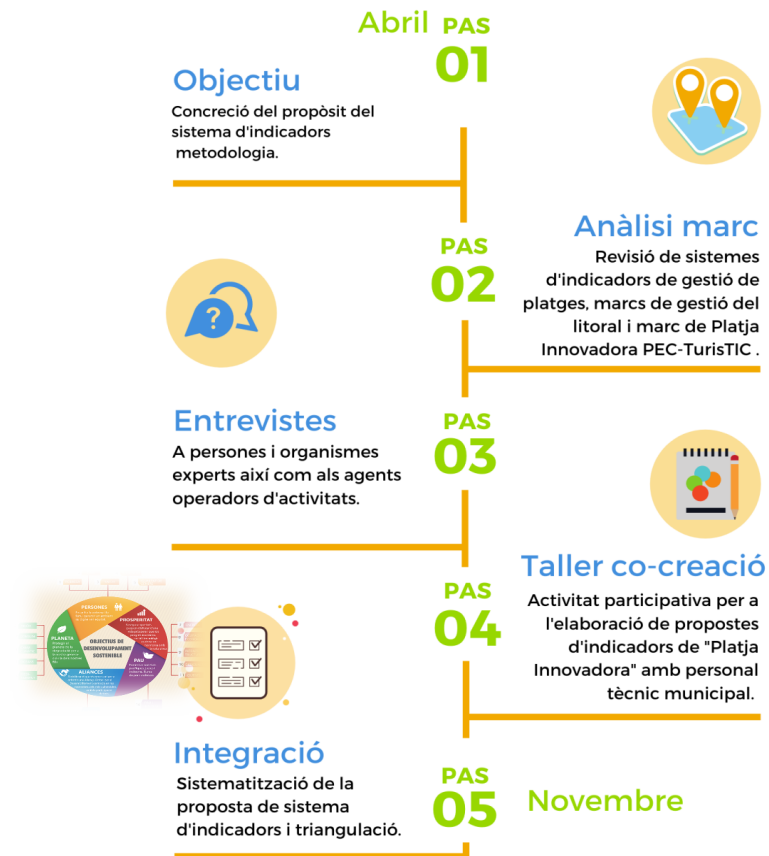 Abril PAS
01
Objectiu
Concreció del propòsit del
sistema d'indicadors
metodologia.
PAS
02
Anàlisi marc
Revisió de sistemes
d'indicadors de gestió de
platges, marcs de gestió del
litoral i marc de Platja
Innovadora PEC-TurisTIC .
?
Entrevistes
A persones i organismes
experts així com als agents
operadors d'activitats.
PAS
03
Taller co-creació
Activitat participativa per a
l'elaboració de propostes
d'indicadors de "Platja
Innovadora" amb personal
tècnic municipal.
PAS
04
PERSONES
PROSPERITAT
PLANETA
OBJECTIUS DE
DESENVOLUPAMENT
SOSTENIBLE
PAU
ALIANCES
Integració
Sistematització de la
proposta de sistema
d'indicadors i triangulació.
PAS
05
Novembre